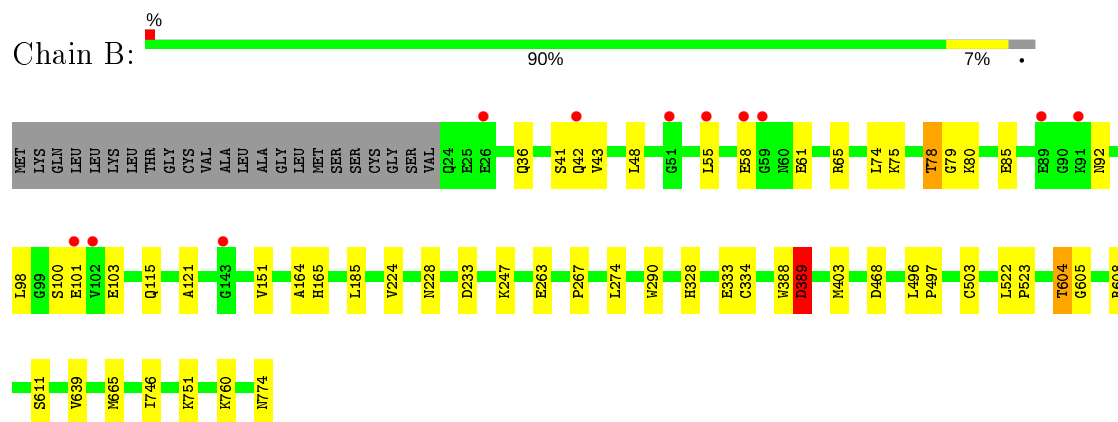 %
Chain B:
90%
7%
MET LYS GLN LEU LEU LYS LEU THR GLY CYS VAL ALA LEU ALA GLY LEU MET SER SER CYS GLY SER VAL Q24 E25 E26 Q36 S41 Q42 V43 L48 G51 L55 E58 G59 N60 E61 R65 L74 K75 T78 G79 K80 E85 E89 G90 K91 N92
L98 G99 S100 E101 V102 E103 Q115 A121 G143 V151 A164 H165 L185 V224 N228 D233 K247 E263 P267 L274 W290 H328 E333 C334 W388 D389 M403 D468 L496 P497 C503 L522 P523 T604 G605
S611 V639 M665 I746 K751 K760 N774